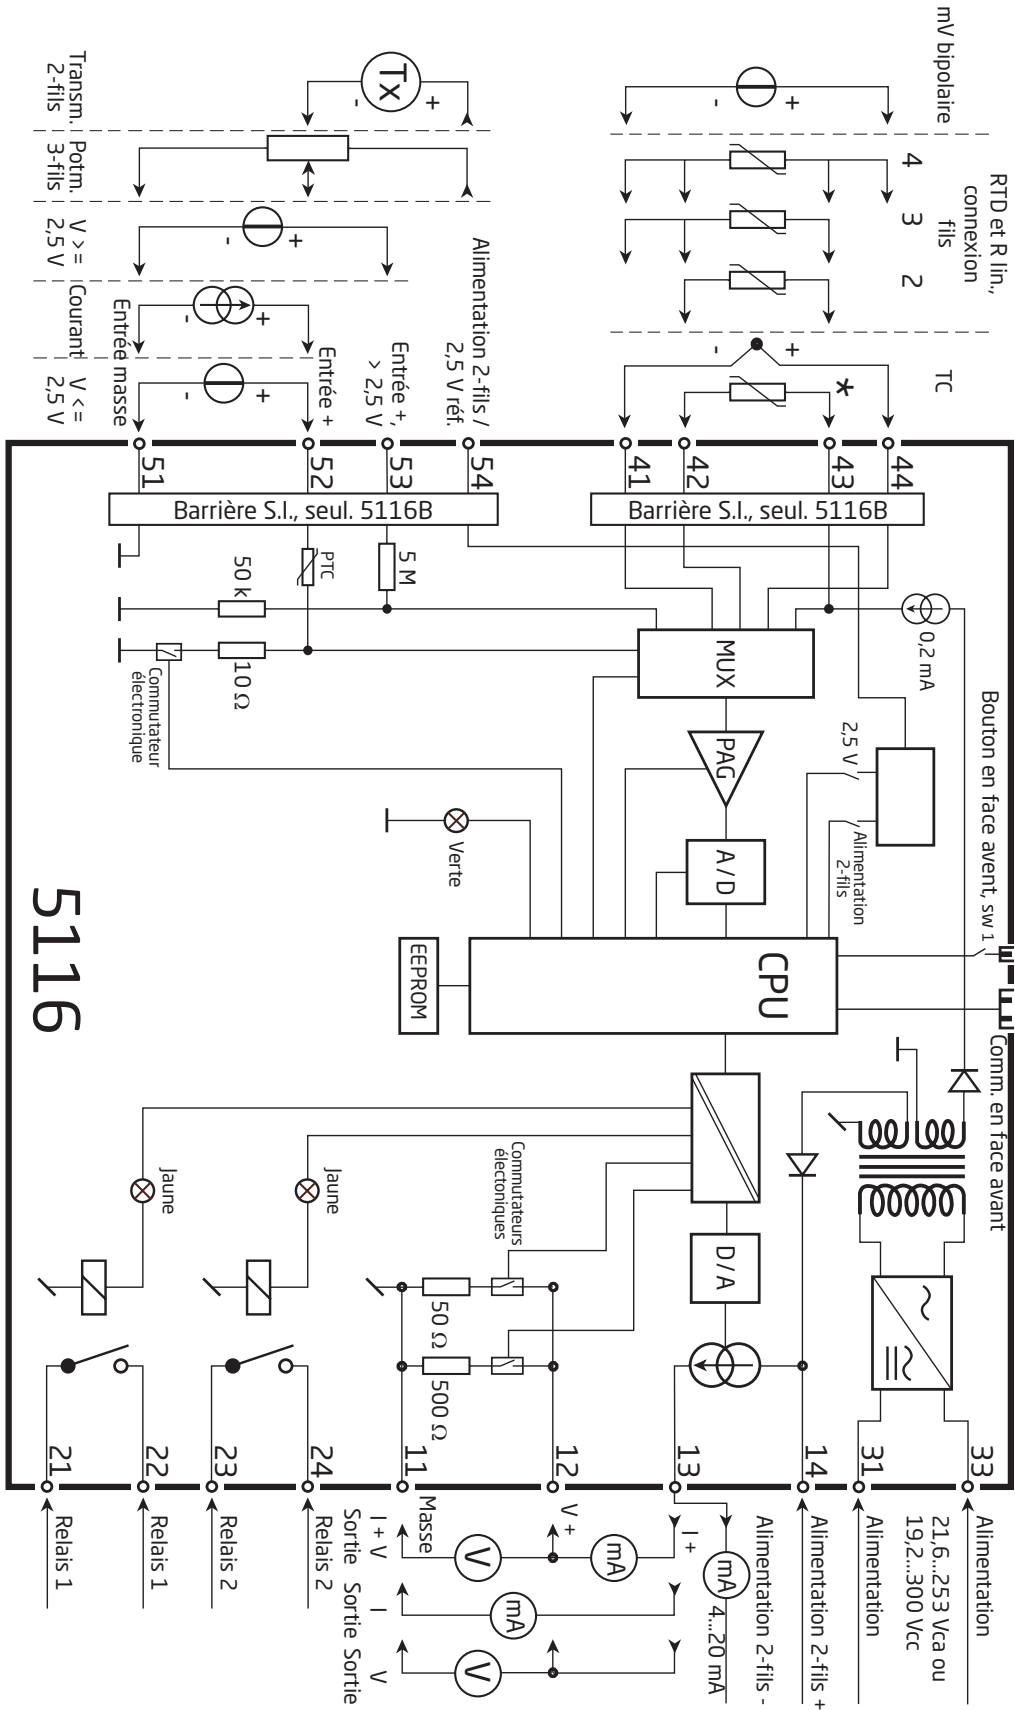 mV bipolaire
+
-
RTD et R lin.,
connexion
fils
4
3
2
TC
+
-
*
Transm.
2-fils
TX
+
-
Potm.
3-fils
V > =
2,5 V
+
-
Courant
+
-
V < =
2,5 V
+
-
Entrée masse
Entrée +
Entrée +,
> 2,5 V
Alimentation 2-fils /
2,5 V réf.
51
52
53
54
41
42
43
44
Barrière S.I., seul. 5116B
Barrière S.I., seul. 5116B
PTC
5 M
50 k
10 Ω
Commutateur
électronique
MUX
0,2 mA
PAG
2,5 V
Alimentation
2-fils
Bouton en face avent, sw 1
A/D
Verte
CPU
EEPROM
5116
Comm. en face avant
Jaune
Jaune
Commutateurs
électoniques
D/A
50 Ω
500 Ω
21
22
23
24
11
12
13
14
31
33
Relais 1
Relais 1
Relais 2
Relais 2
Masse
V +
I +
Alimentation 2-fils -
Alimentation 2-fils +
Alimentation
21,6...253 Vca ou
19,2...300 Vcc
Alimentation
mA
4...20 mA
V
mA
I + V
Sortie
mA
I
Sortie
V
V
Sortie